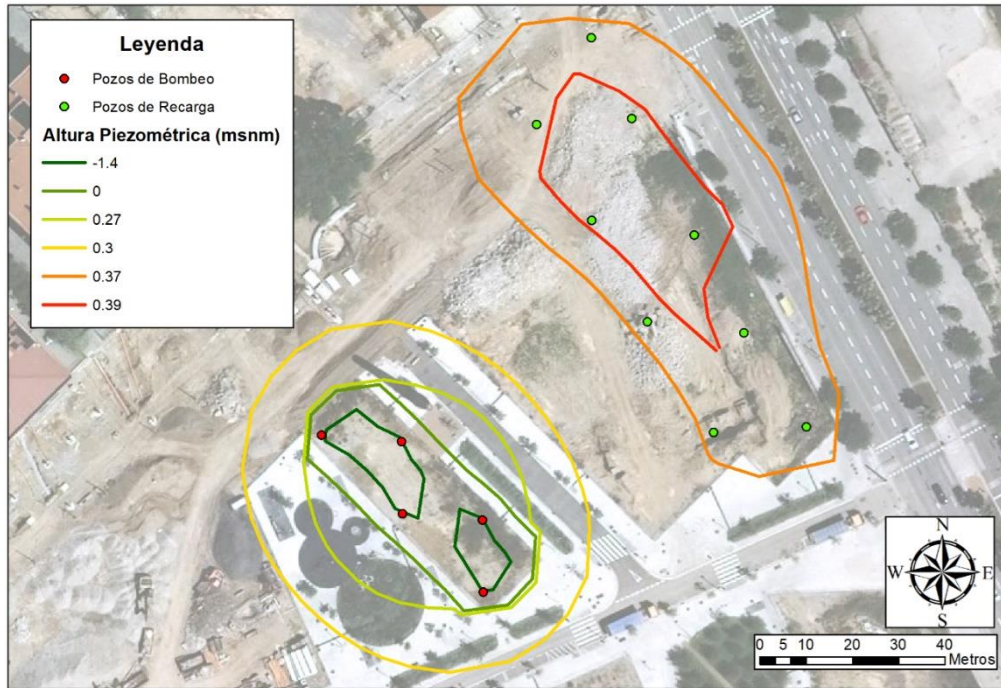 Leyenda
Pozos de Bombeo
Pozos de Recarga
Altura Piezométrica (msnm)
-1.4
0
0.27
0.3
0.37
0.39
N
W E
S
0 5 10 20 30 40
Metros